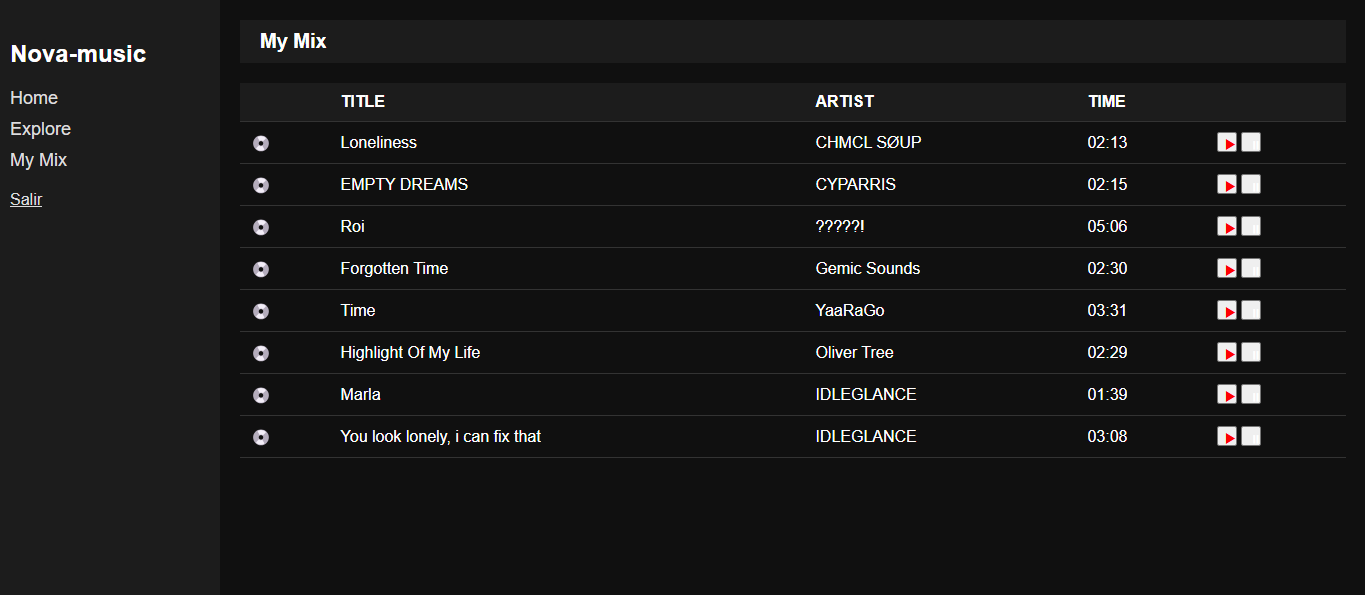 Nova-music
Home
Explore
My Mix
Salir
My Mix
TITLE ARTIST TIME
Loneliness CHMCL SØUP 02:13
EMPTY DREAMS CYPARRIS 02:15
Roi ?????! 05:06
Forgotten Time Gemic Sounds 02:30
Time YaaRaGo 03:31
Highlight Of My Life Oliver Tree 02:29
Marla IDLEGLANCE 01:39
You look lonely, i can fix that IDLEGLANCE 03:08